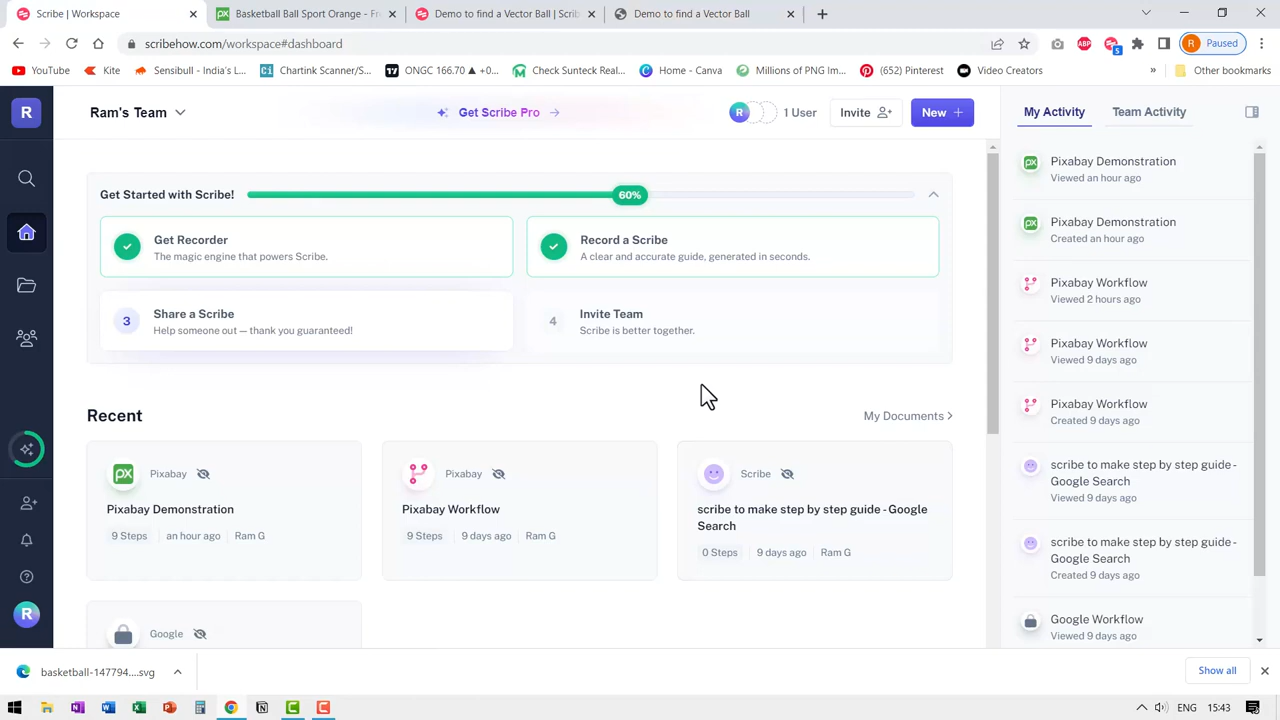 Scribe | Workspace
Basketball Ball Sport Orange - Fre
Demo to find a Vector Ball | Scrib
Demo to find a Vector Ball
scribehow.com/workspace#dashboard
ABP
5
R
Paused
YouTube
Kite
Sensibull - India's L...
Chartink Scanner/S...
ONGC 166.70 ▲ +0...
Check Sunteck Real...
Home - Canva
Millions of PNG Im...
(652) Pinterest
Video Creators
»
Other bookmarks
R
Ram's Team
Get Scribe Pro
R
1 User
Invite
New +
Get Started with Scribe!
60%
Get Recorder
The magic engine that powers Scribe.
Record a Scribe
A clear and accurate guide, generated in seconds.
3
Share a Scribe
Help someone out — thank you guaranteed!
4
Invite Team
Scribe is better together.
Recent
My Documents >
px
Pixabay
Pixabay Demonstration
9 Steps
an hour ago
Ram G
Pixabay
Pixabay Workflow
9 Steps
9 days ago
Ram G
Scribe
scribe to make step by step guide - Google
Search
0 Steps
9 days ago
Ram G
Google
My Activity
Team Activity
Pixabay Demonstration
Viewed an hour ago
Pixabay Demonstration
Created an hour ago
Pixabay Workflow
Viewed 2 hours ago
Pixabay Workflow
Viewed 9 days ago
Pixabay Workflow
Created 9 days ago
scribe to make step by step guide -
Google Search
Viewed 9 days ago
scribe to make step by step guide -
Google Search
Created 9 days ago
Google Workflow
Viewed 9 days ago
R
basketball-147794....svg
Show all
ENG
15:43